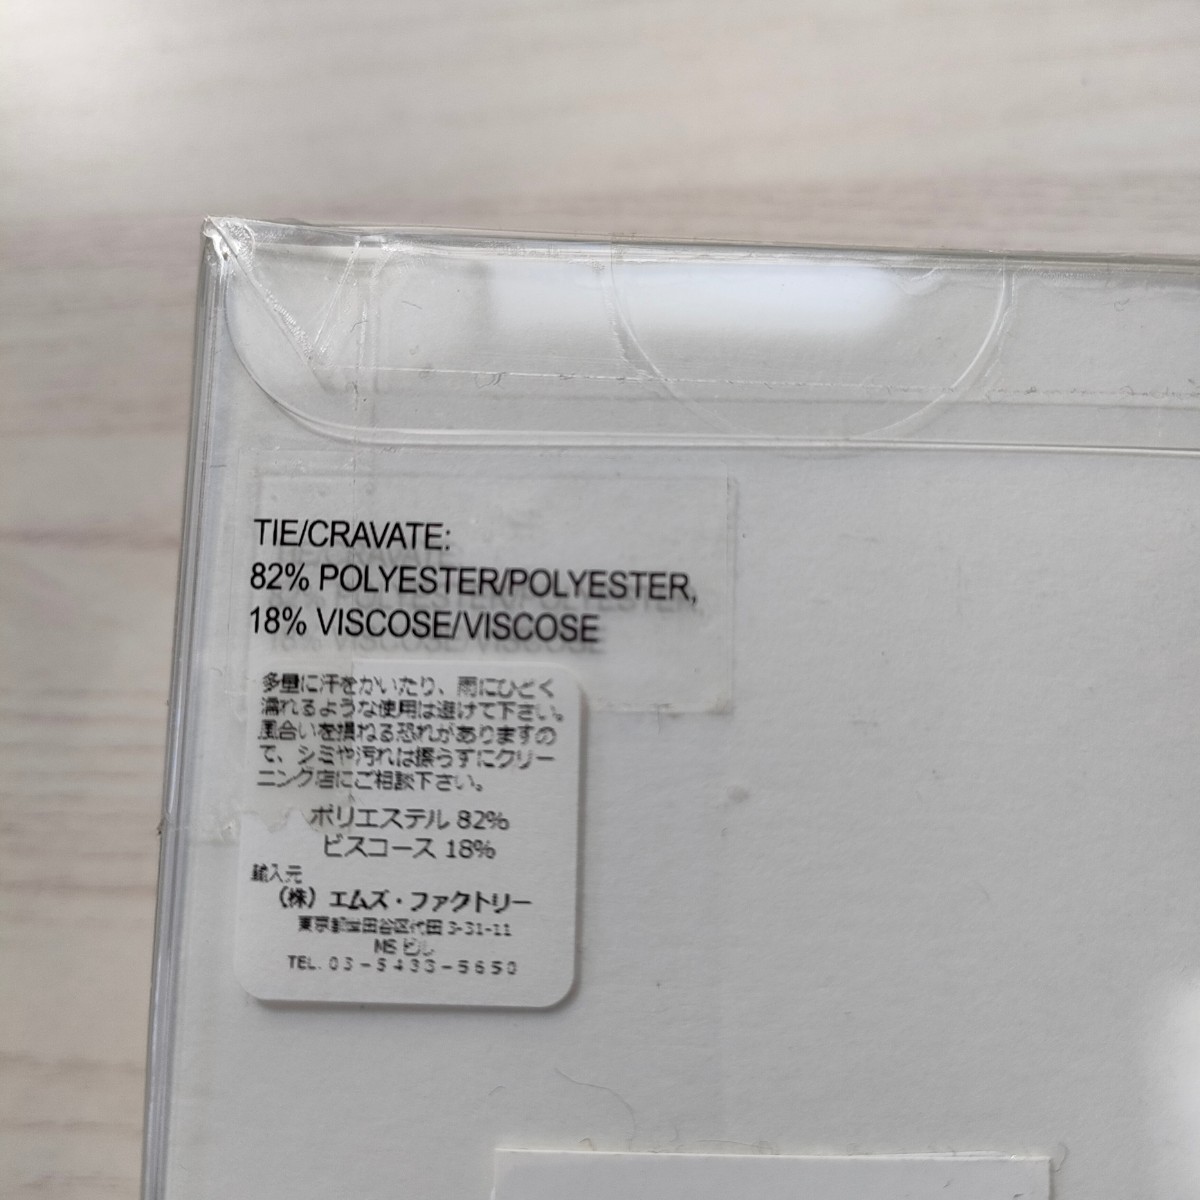 TIE/CRAVATE:
82% POLYESTER/POLYESTER,
18% VISCOSE/VISCOSE
多量に汗をかいたり、雨にひどく
濡れるような使用は避けて下さい。
風合いを損ねる恐れがありますの
で、シミや汚れは擦らずにクリー
ニング店にご相談下さい。
ポリエステル 82%
ビスコース 18%
輸入元
(株) エムズ・ファクトリー
東京都世田谷区代田 3-31-11
MS ビル
TEL.03-5433-5650